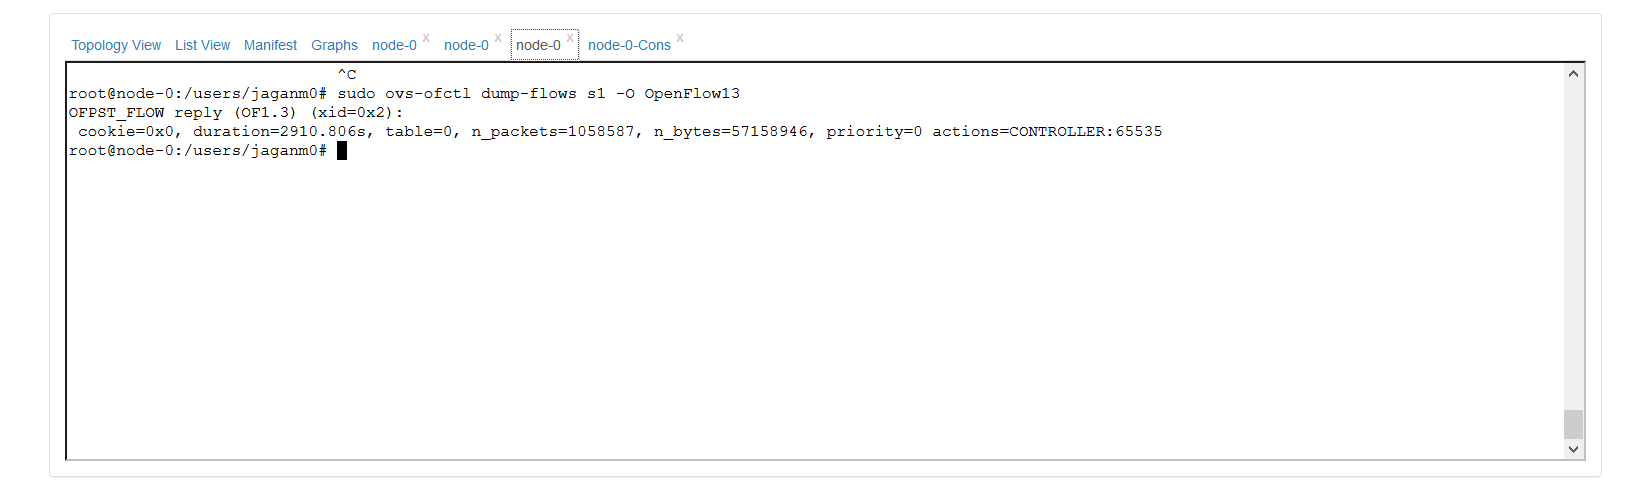 Topology View List View Manifest Graphs node-0 x node-0 x node-0 x node-0-Cons x
^C
root@node-0:/users/jaganm0# sudo ovs-ofctl dump-flows s1 -O OpenFlow13
OFPST_FLOW reply (OF1.3) (xid=0x2):
cookie=0x0, duration=2910.806s, table=0, n_packets=1058587, n_bytes=57158946, priority=0 actions=CONTROLLER:65535
root@node-0:/users/jaganm0#